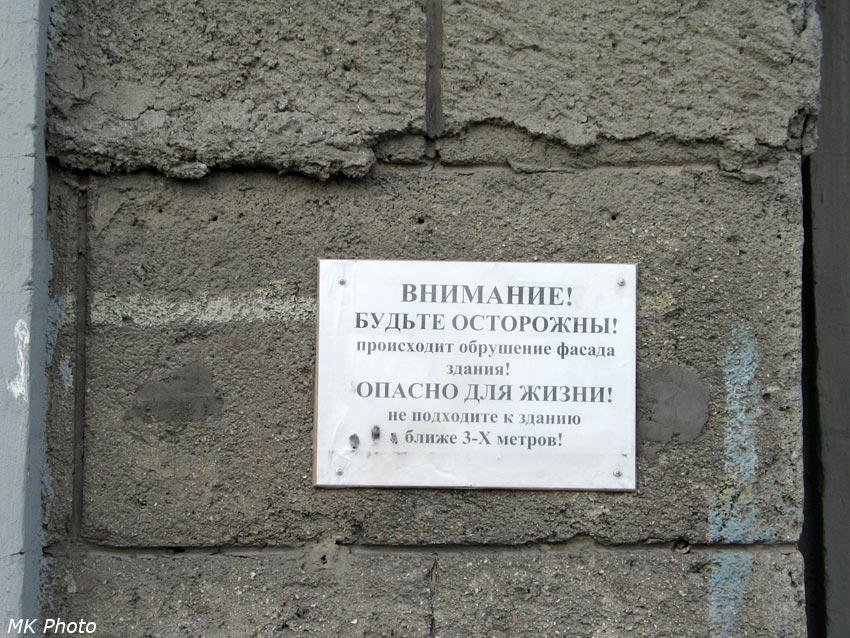 ВНИМАНИЕ!
БУДЬТЕ ОСТОРОЖНЫ!
происходит обрушение фасада
здания!
ОПАСНО ДЛЯ ЖИЗНИ!
не подходите к зданию
ближе 3-Х метров!
MK Photo